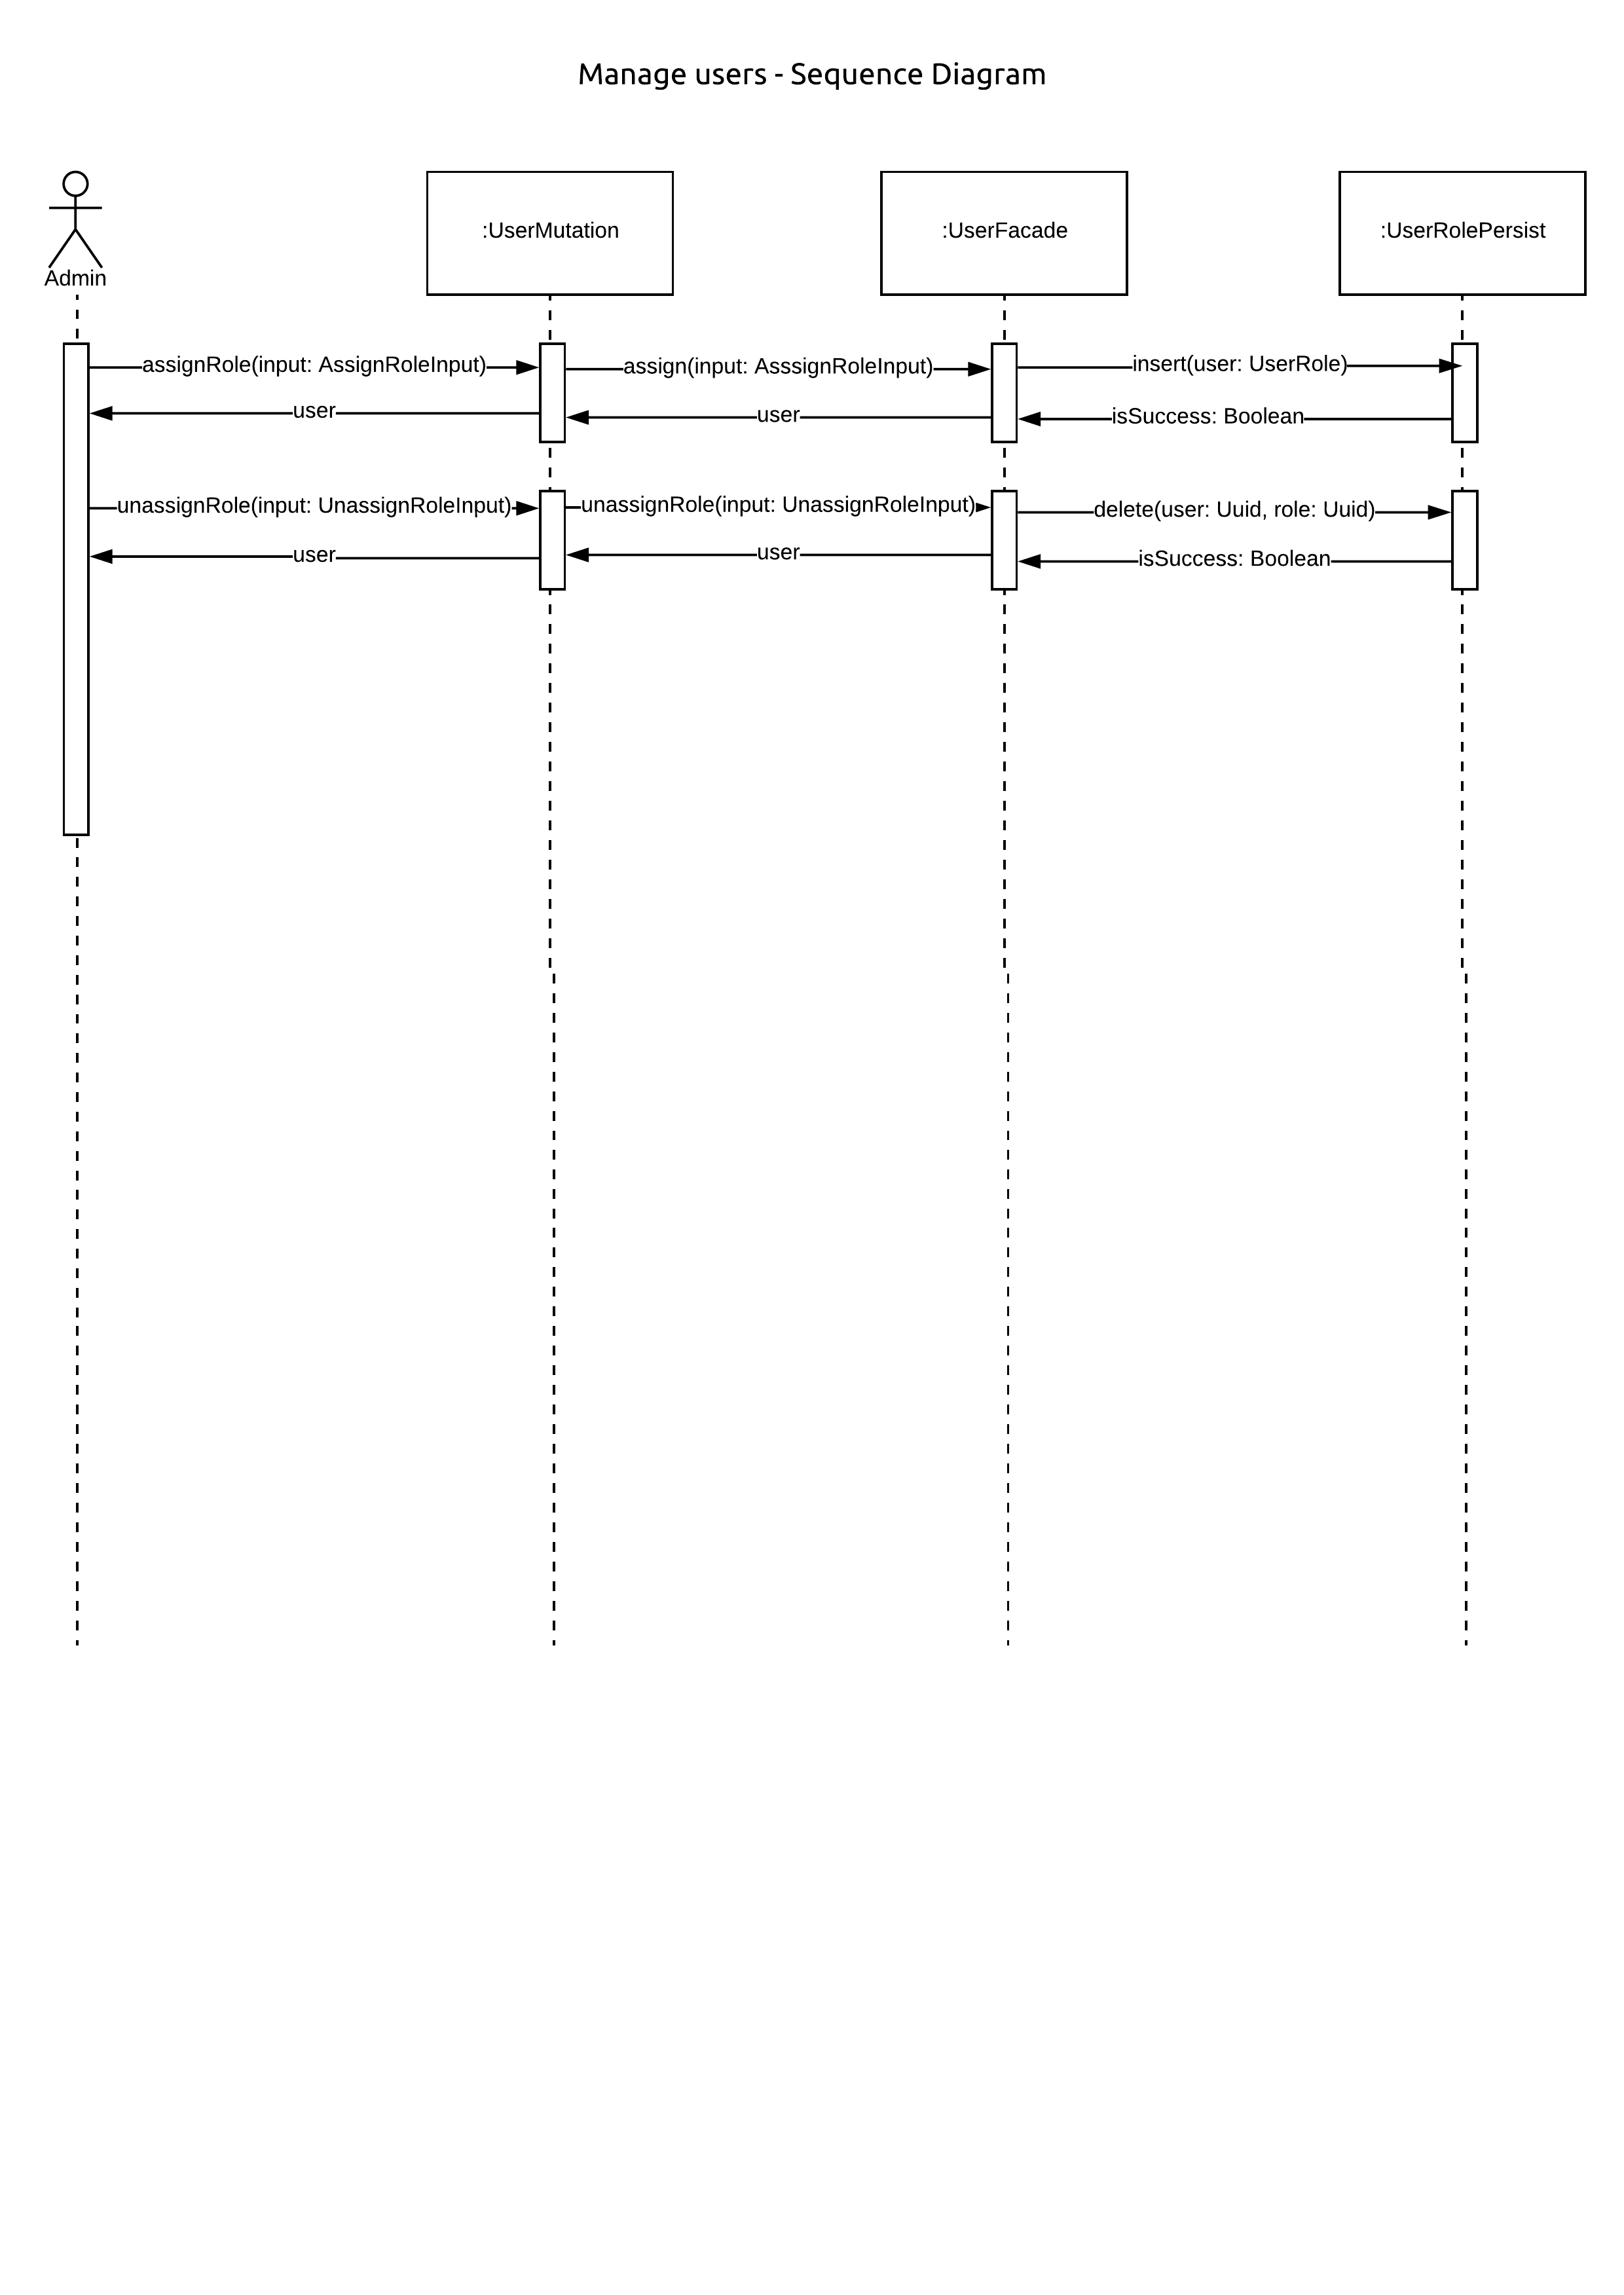 Manage users - Sequence Diagram
:UserMutation
:UserFacade
:UserRolePersist
Admin
assignRole(input: AssignRoleInput)
assign(input: AsssignRoleInput)
insert(user: UserRole)
user
user
isSuccess: Boolean
unassignRole(input: UnassignRoleInput)
unassignRole(input: UnassignRoleInput)
delete(user: Uuid, role: Uuid)
user
user
isSuccess: Boolean